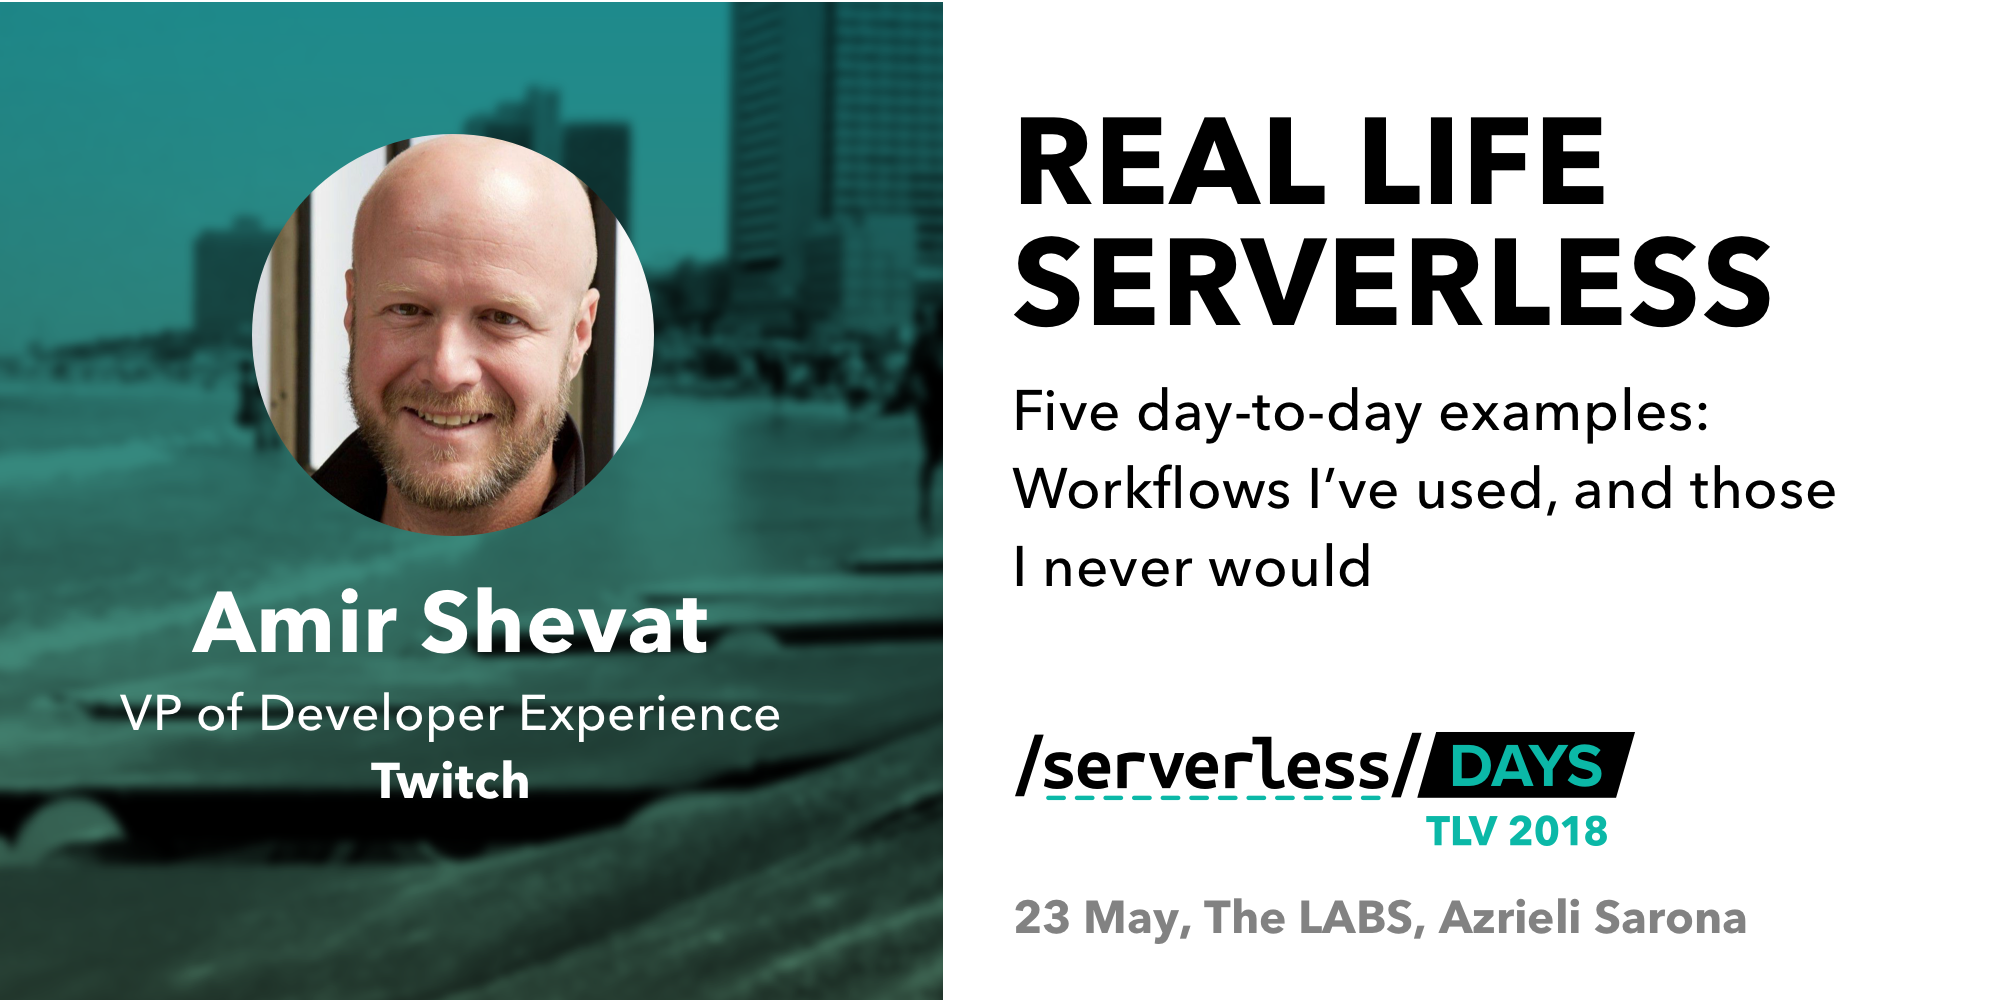 Amir Shevat
VP of Developer Experience
Twitch
REAL LIFE
SERVERLESS
Five day-to-day examples:
Workflows I’ve used, and those
I never would
/serverless/ DAYS
TLV 2018
23 May, The LABS, Azrieli Sarona